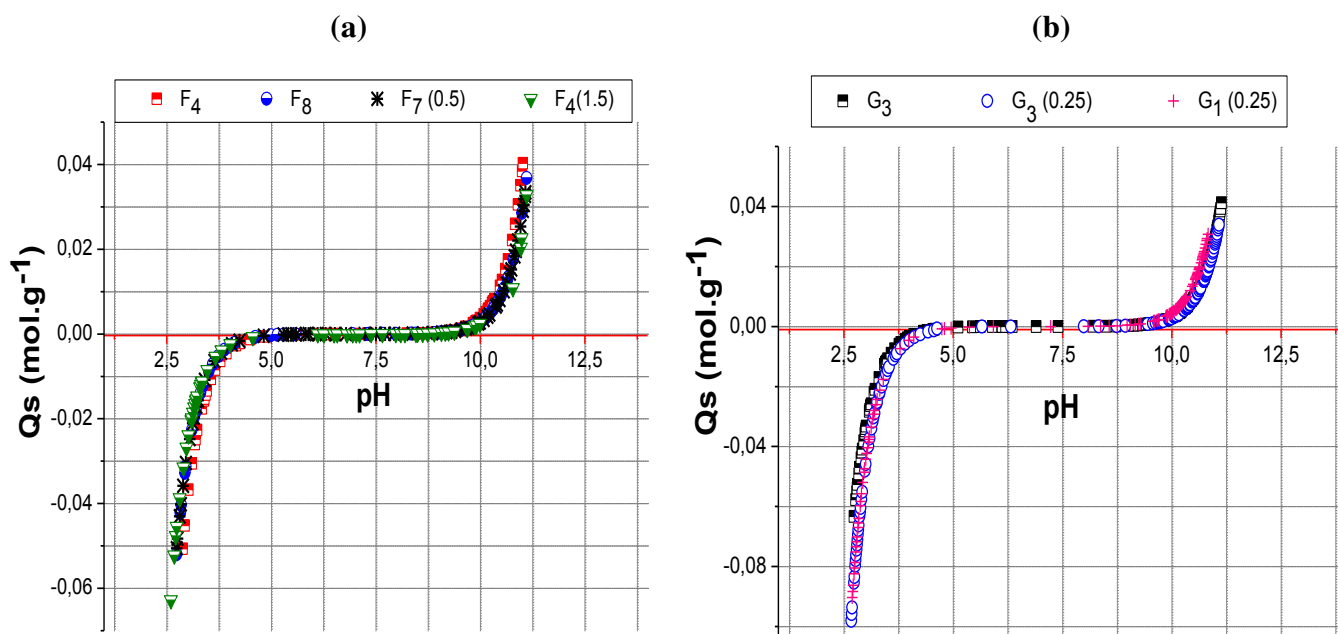 (a)
(b)
F4 F8 F7 (0.5) F4(1.5)
G3 G3 (0.25) G1 (0.25)
0,04
0,02
0,00
-0,02
-0,04
-0,06
2,5 5,0 7,5 10,0 12,5
pH
Qs (mol.g-1)
0,04
0,00
-0,04
-0,08
2,5 5,0 7,5 10,0 12,5
pH
Qs (mol.g-1)